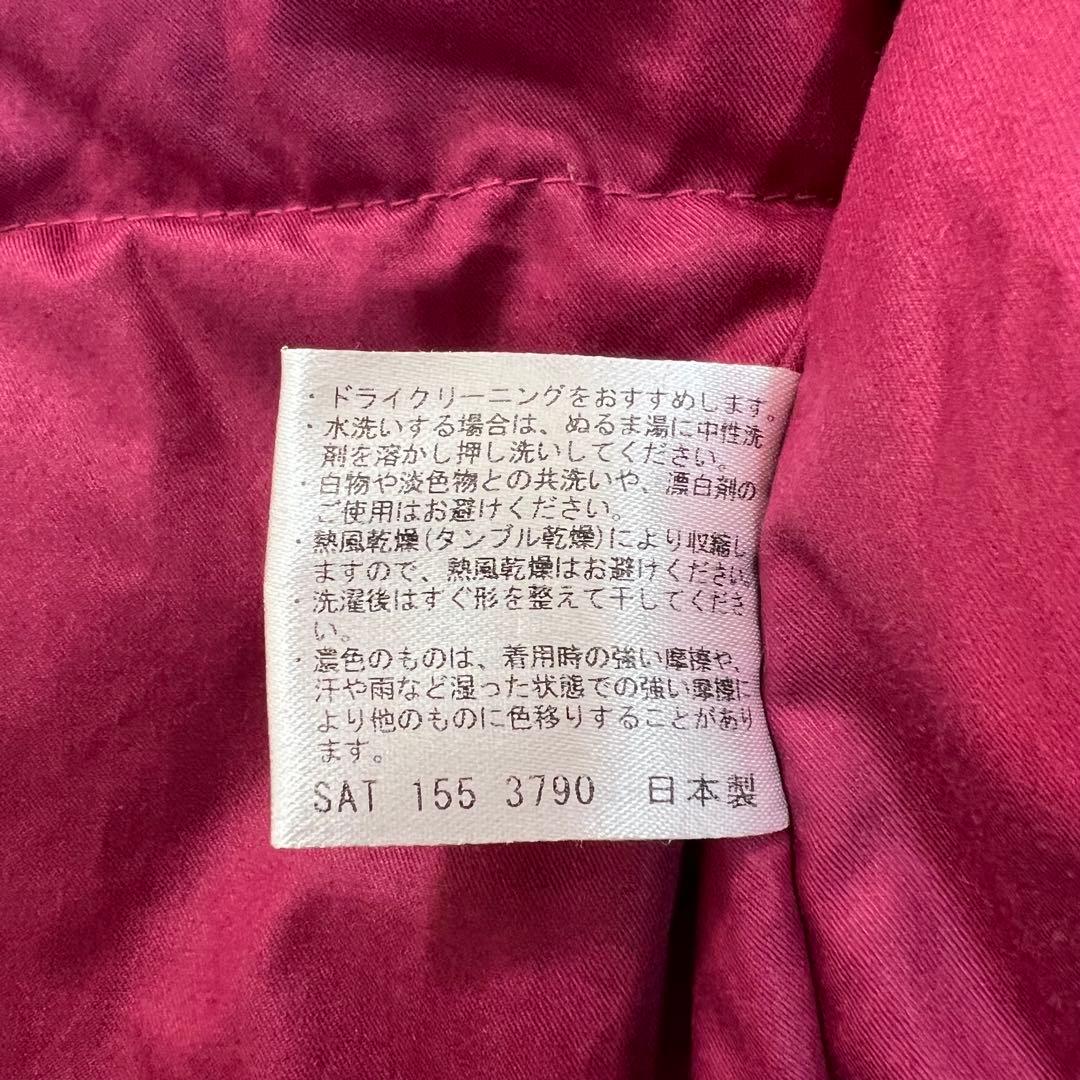 ・ドライクリーニングをおすすめします。
・水洗いする場合は、ぬるま湯に中性洗
剤を溶かし押し洗いしてください。
・白物や淡色物との共洗いや、漂白剤の
ご使用はお避けください。
・熱風乾燥(タンブル乾燥)により収縮し
ますので、熱風乾燥はお避けください。
・洗濯後はすぐ形を整えて干してくださ
い。
・濃色のものは、着用時の強い摩擦や、
汗や雨など湿った状態での強い摩擦に
より他のものに色移りすることがあり
ます。
SAT 155 3790 日本製